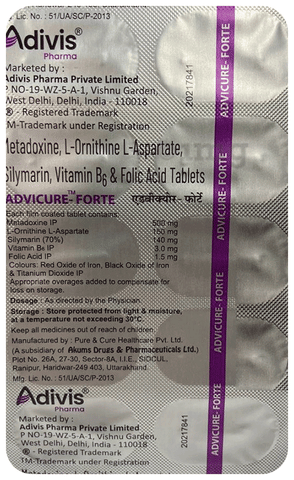 g. Lic. No. : 51/UA/SC/P-2013
Adivis®
Pharma
Marketed by :
Adivis Pharma Private Limited
P NO-19-WZ-5-A-1, Vishnu Garden,
West Delhi, Delhi, India - 110018
® - Registered Trademark
TM-Trademark under Registration
Metadoxine, L-Ornithine L-Aspartate,
Silymarin, Vitamin B6 & Folic Acid Tablets
ADVICURE™-FORTE एडवीक्योर - फोर्टे
Each film coated tablet contains:
Metadoxine IP 500 mg
L-Ornithine L-Aspartate 150 mg
Silymarin (70%) 140 mg
Vitamin B6 IP 3.0 mg
Folic Acid IP 1.5 mg
Colours: Red Oxide of Iron, Black Oxide of Iron
& Titanium Dioxide IP
Appropriate overages added to compensate for
loss on storage.
Dosage : As directed by the Physician.
Storage : Store protected from light & moisture,
at a temperature not exceeding 30°C.
Keep all medicines out of reach of children
Manufactured by : Pure & Cure Healthcare Pvt. Ltd.
(A subsidiary of Akums Drugs & Pharmaceuticals Ltd.)
Plot No. 26A, 27-30, Sector-8A, I.I.E., SIDCUL,
Ranipur, Haridwar-249 403, Uttarakhand.
Mfg. Lic. No. : 51/UA/SC/P-2013
Adivis®
Pharma
Marketed by :
Adivis Pharma Private Limited
P NO-19-WZ-5-A-1, Vishnu Garden,
West Delhi, Delhi, India - 110018
® - Registered Trademark
TM-Trademark under Registration
20217841
20217841
ADVICURE-FORTE
ADVICURE- FORTE
ADVICURE- FORTE
ADVICURE- FORTE
ADVICURE-FORTE